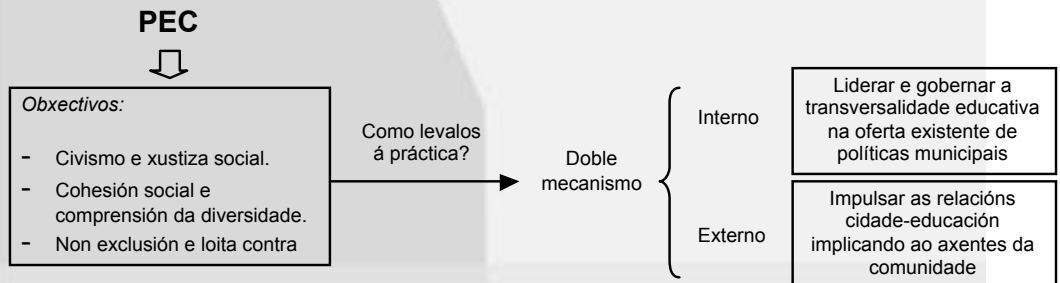 PEC
Obxectivos:
- Civismo e xustiza social.
- Cohesión social e
comprensión da diversidade.
- Non exclusión e loita contra
Como levalos
á práctica?
Doble
mecanismo
Interno
Liderar e gobernar a
transversalidade educativa
na oferta existente de
políticas municipais
Externo
Impulsar as relacións
cidade-educación
implicando ao axentes da
comunidade